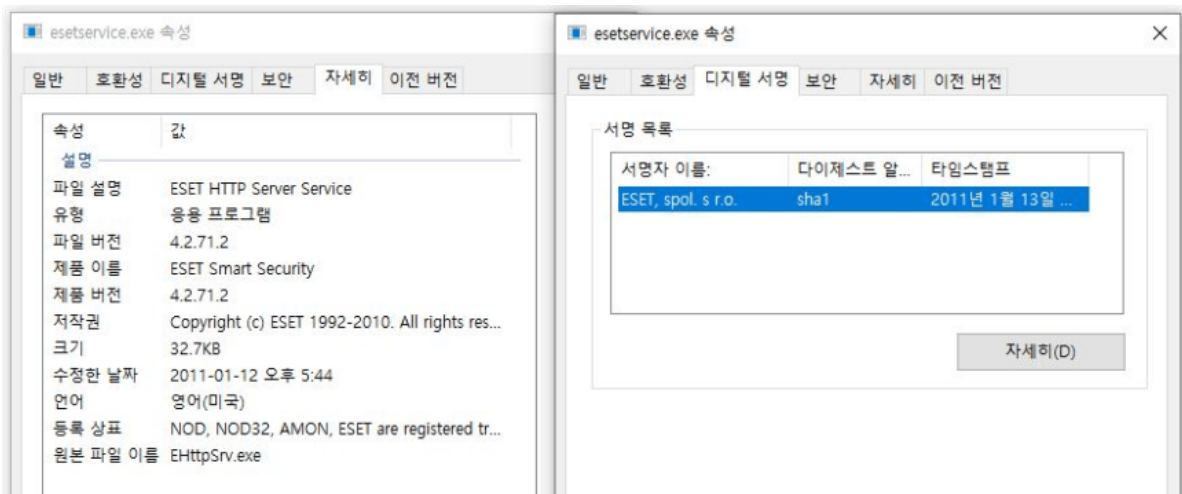 esetservice.exe 속성
일반 호환성 디지털 서명 보안 자세히 이전 버전
속성 값
설명
파일 설명 ESET HTTP Server Service
유형 응용 프로그램
파일 버전 4.2.71.2
제품 이름 ESET Smart Security
제품 버전 4.2.71.2
저작권 Copyright (c) ESET 1992-2010. All rights res...
크기 32.7KB
수정한 날짜 2011-01-12 오후 5:44
언어 영어(미국)
등록 상표 NOD, NOD32, AMON, ESET are registered tr...
원본 파일 이름 EHttpSrv.exe
esetservice.exe 속성
일반 호환성 디지털 서명 보안 자세히 이전 버전
서명 목록
서명자 이름: 다이제스트 알... 타임스탬프
ESET, spol. s r.o. sha1 2011년 1월 13일 ...
자세히(D)